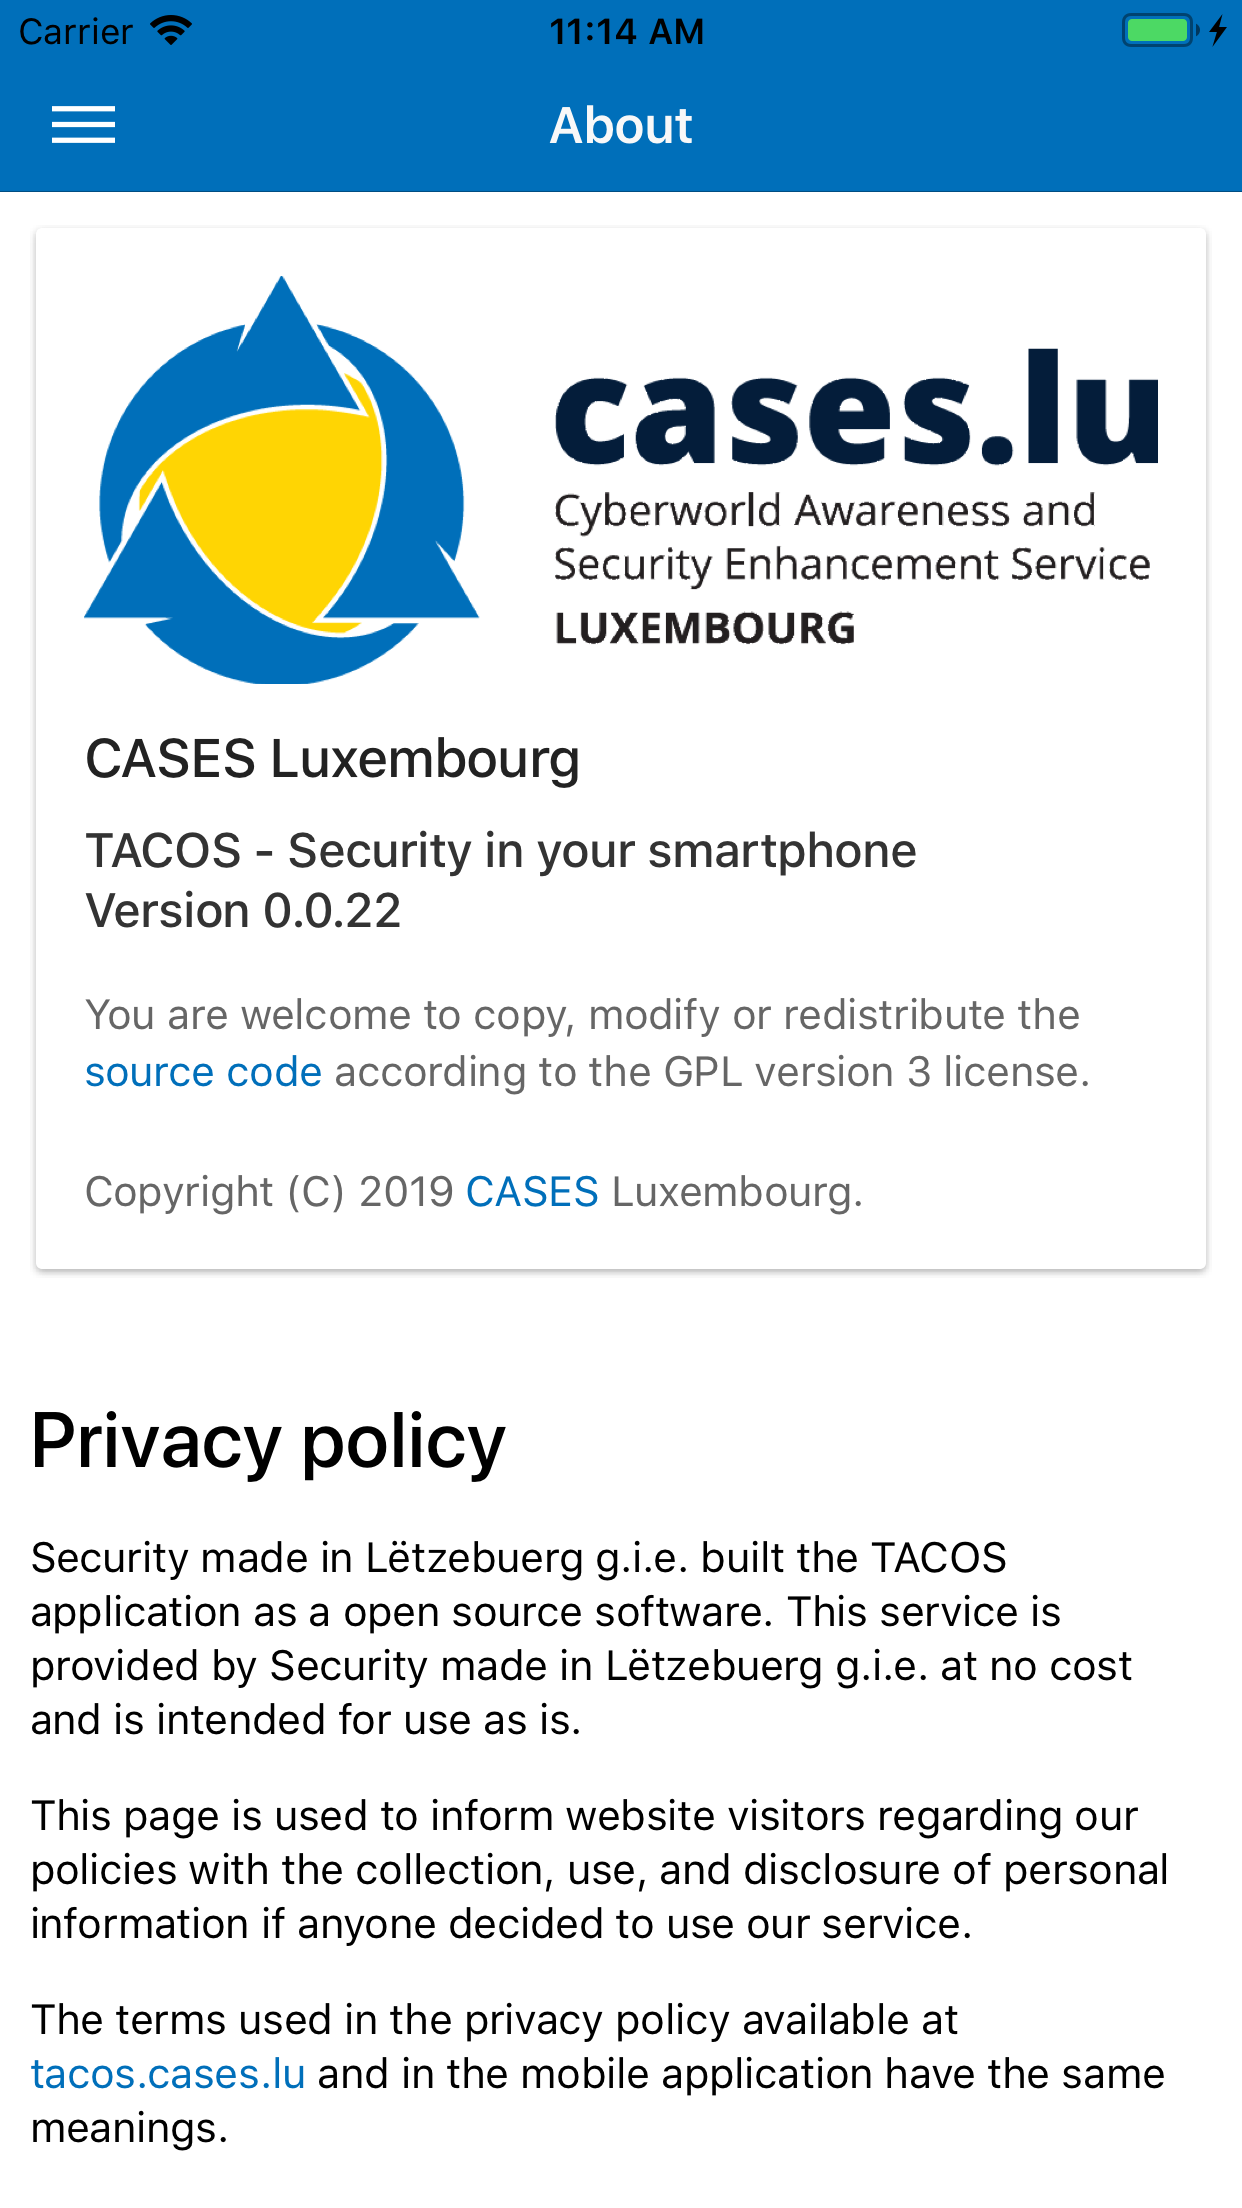 Carrier 11:14 AM
About
cases.lu
Cyberworld Awareness and
Security Enhancement Service
LUXEMBOURG
CASES Luxembourg
TACOS - Security in your smartphone
Version 0.0.22
You are welcome to copy, modify or redistribute the
source code according to the GPL version 3 license.
Copyright (C) 2019 CASES Luxembourg.
Privacy policy
Security made in Lëtzebuerg g.i.e. built the TACOS
application as a open source software. This service is
provided by Security made in Lëtzebuerg g.i.e. at no cost
and is intended for use as is.
This page is used to inform website visitors regarding our
policies with the collection, use, and disclosure of personal
information if anyone decided to use our service.
The terms used in the privacy policy available at
tacos.cases.lu and in the mobile application have the same
meanings.